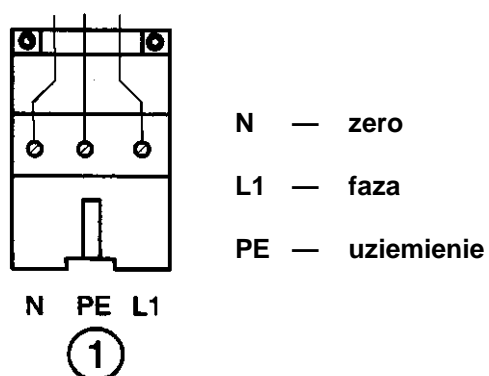 N — zero
L1 — faza
PE — uziemienie
N PE L1
1